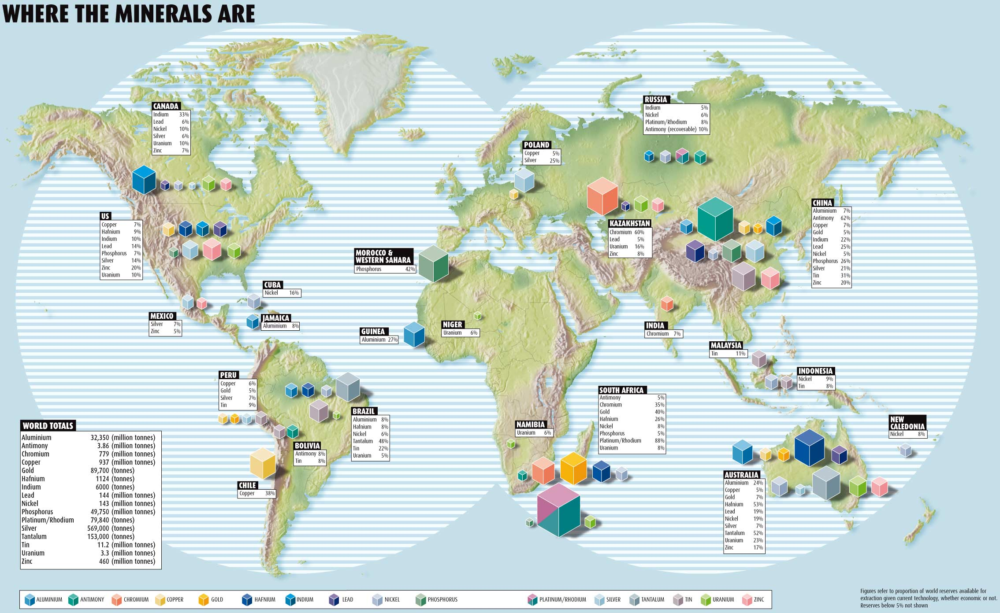 WHERE THE MINERALS ARE
CANADA
Indium 33%
Lead 6%
Nickel 10%
Silver 6%
Uranium 10%
Zinc 7%
RUSSIA
Indium 5%
Nickel 6%
Platinum/Rhodium 8%
Antimony (recoverable) 10%
POLAND
Copper 5%
Silver 25%
US
Copper 7%
Hafnium 9%
Indium 10%
Lead 14%
Phosphorus 7%
Silver 14%
Zinc 20%
Uranium 10%
KAZAKHSTAN
Chromium 60%
Lead 5%
Uranium 16%
Zinc 8%
CHINA
Aluminium 7%
Antimony 62%
Copper 7%
Gold 5%
Indium 22%
Lead 25%
Nickel 5%
Phosphorus 26%
Silver 21%
Tin 31%
Zinc 20%
MOROCCO &
WESTERN SAHARA
Phosphorus 42%
CUBA
Nickel 16%
MEXICO
Silver 7%
Zinc 5%
JAMAICA
Aluminium 8%
GUINEA
Aluminium 27%
NIGER
Uranium 6%
INDIA
Chromium 7%
MALAYSIA
Tin 11%
INDONESIA
Nickel 9%
Tin 8%
PERU
Copper 6%
Gold 5%
Silver 7%
Tin 9%
BRAZIL
Aluminium 8%
Hafnium 8%
Nickel 6%
Tantalum 48%
Tin 22%
Uranium 5%
BOLIVIA
Antimony 8%
Tin 8%
CHILE
Copper 38%
SOUTH AFRICA
Antimony 5%
Chromium 35%
Gold 40%
Hafnium 26%
Nickel 8%
Phosphorus 5%
Platinum/Rhodium 88%
Uranium 8%
NAMIBIA
Uranium 6%
NEW
CALEDONIA
Nickel 8%
AUSTRALIA
Aluminium 24%
Copper 5%
Gold 7%
Hafnium 53%
Lead 19%
Nickel 19%
Silver 7%
Tantalum 52%
Uranium 23%
Zinc 17%
WORLD TOTALS
Aluminium 32,350 (million tonnes)
Antimony 3.86 (million tonnes)
Chromium 779 (million tonnes)
Copper 937 (million tonnes)
Gold 89,700 (tonnes)
Hafnium 1124 (tonnes)
Indium 6000 (tonnes)
Lead 144 (million tonnes)
Nickel 143 (million tonnes)
Phosphorus 49,750 (million tonnes)
Platinum/Rhodium 79,840 (tonnes)
Silver 569,000 (tonnes)
Tantalum 153,000 (tonnes)
Tin 11.2 (million tonnes)
Uranium 3.3 (million tonnes)
Zinc 460 (million tonnes)
ALUMINIUM ANTIMONY CHROMIUM COPPER GOLD HAFNIUM INDIUM LEAD NICKEL PHOSPHORUS PLATINUM/RHODIUM SILVER TANTALUM TIN URANIUM ZINC
Figures refer to proportion of world reserves available for
extraction given current technology, whether economic or not.
Reserves below 5% not shown